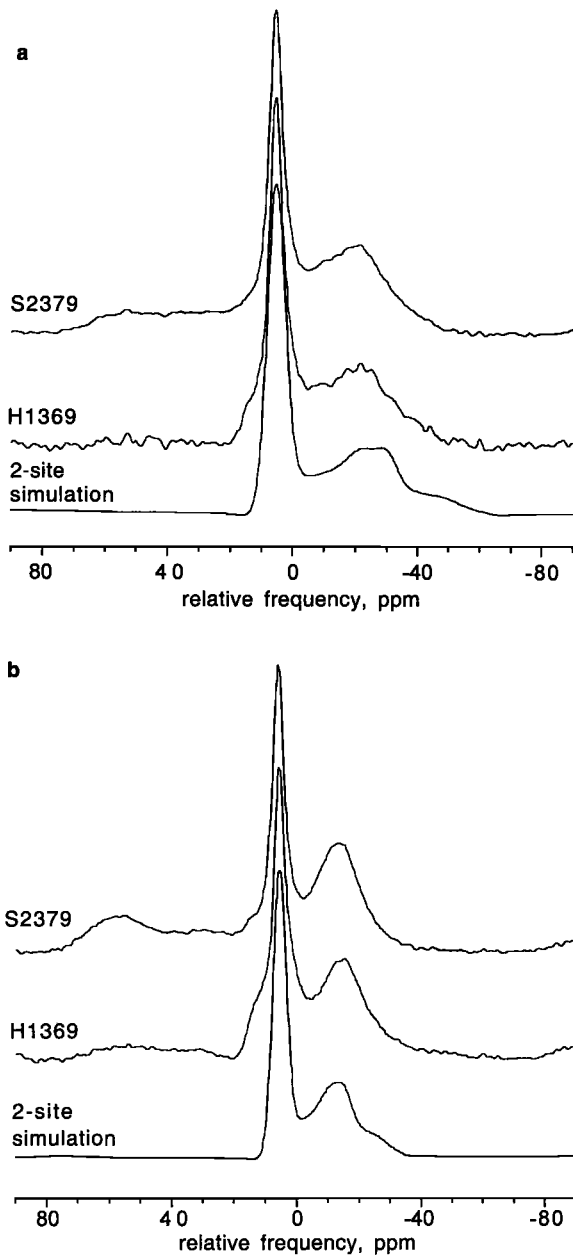 a
S2379
H1369
2-site
simulation
80 40 0 -40 -80
relative frequency, ppm
b
S2379
H1369
2-site
simulation
80 40 0 -40 -80
relative frequency, ppm